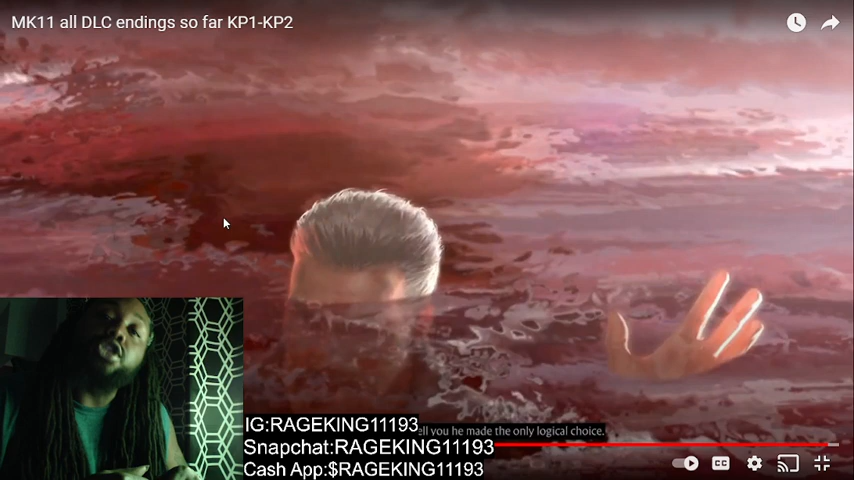 MK11 all DLC endings so far KP1-KP2
ell you he made the only logical choice.
IG:RAGEKING11193
Snapchat:RAGEKING11193
Cash App:$RAGEKING11193
CC